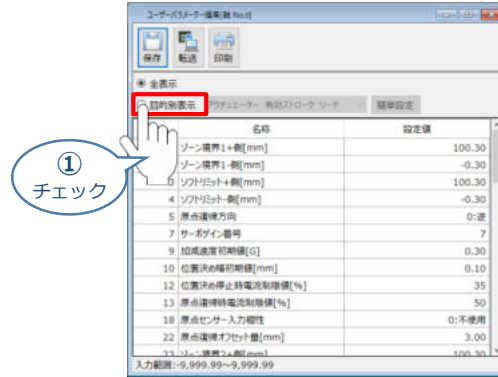 ユーザーパラメーター編集[軸 No.0]
保存 転送 印刷
全表示
目的別表示 アクチュエーター 有効ストローク リード 簡単設定
名称 設定値
ゾーン境界1+側[mm] 100.30
ゾーン境界1-側[mm] -0.30
3 ソフトリミット+側[mm] 100.30
4 ソフトリミット-側[mm] -0.30
5 原点復帰方向 0:逆
7 サーボゲイン番号 7
9 加減速度初期値[G] 0.30
10 位置決め幅初期値[mm] 0.10
12 位置決め停止時電流制限値[%] 35
13 原点復帰時電流制限値[%] 50
18 原点センサー入力極性 0:不使用
22 原点復帰オフセット量[mm] 3.00
23 ゾーン境界2+側[mm] 100.30
入力範囲:-9,999.99~9,999.99
①
チェック